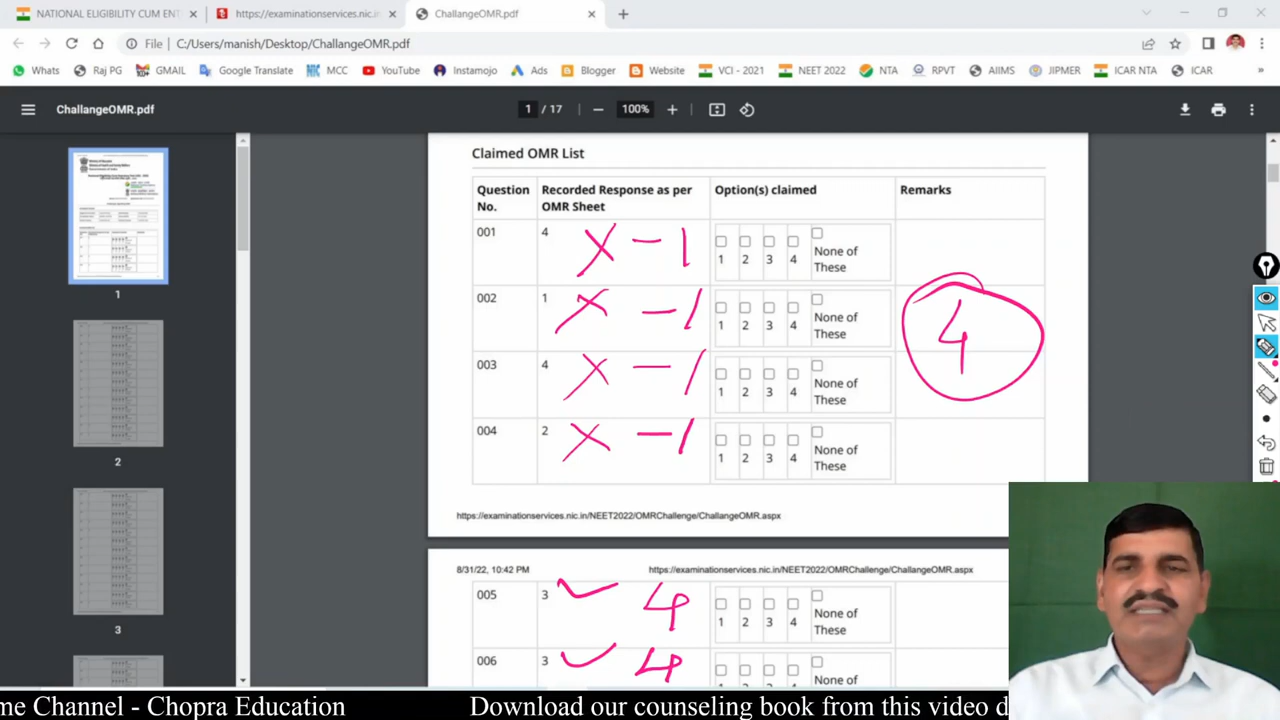 NATIONAL ELIGIBILITY CUM ENT
https://examinationservices.nic.in
ChallangeOMR.pdf
File C:/Users/manish/Desktop/ChallangeOMR.pdf
Whats Raj PG GMAIL Google Translate MCC YouTube Instamojo Ads Blogger Website VCI - 2021 NEET 2022 NTA RPVT AIIMS JIPMER ICAR NTA ICAR »
ChallangeOMR.pdf 1 / 17 100%
1
2
3
Claimed OMR List
Question No. Recorded Response as per OMR Sheet Option(s) claimed Remarks
001 4 X -1 1 2 3 4 None of These
002 1 X -1 1 2 3 4 None of These
4
003 4 X -1 1 2 3 4 None of These
004 2 X -1 1 2 3 4 None of These
https://examinationservices.nic.in/NEET2022/OMRChallenge/ChallangeOMR.aspx
8/31/22, 10:42 PM https://examinationservices.nic.in/NEET2022/OMRChallenge/ChallangeOMR.aspx
005 3 ✓ 4 1 2 3 4 None of These
006 3 ✓ 4 None of
me Channel - Chopra Education Download our counseling book from this video d